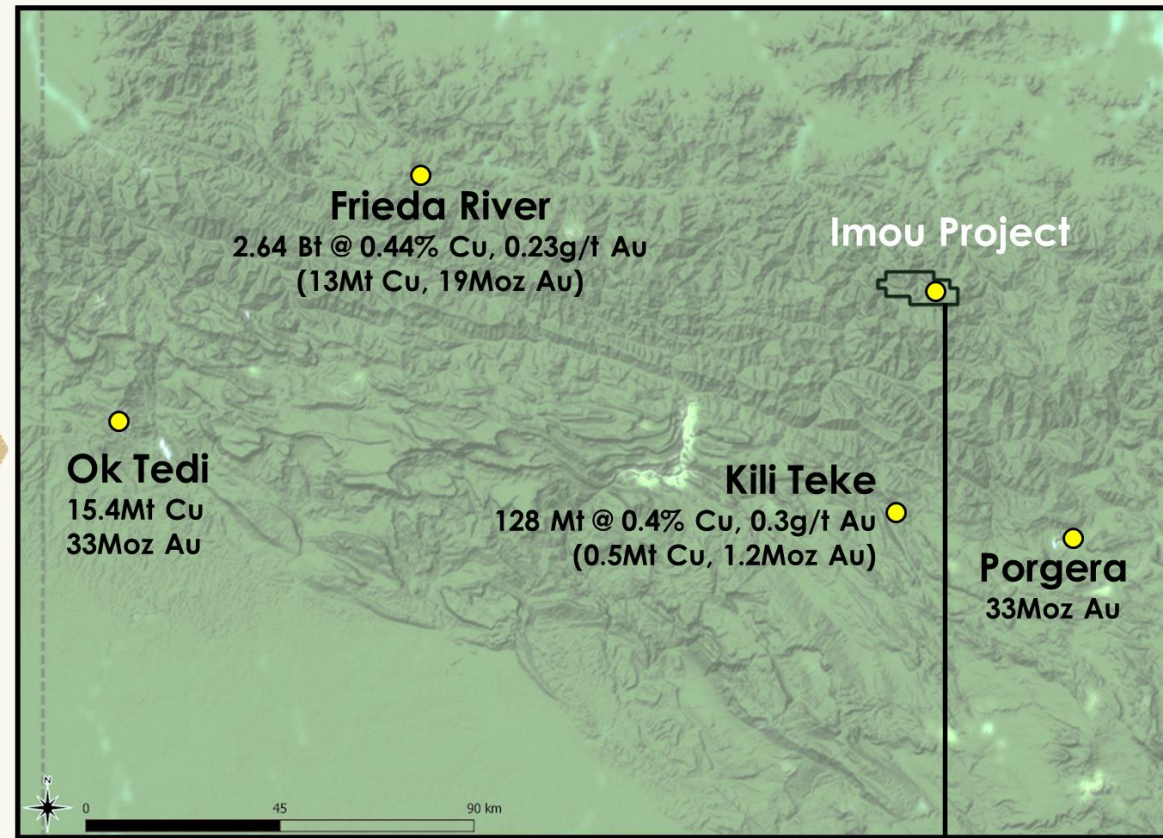 Frieda River
2.64 Bt @ 0.44% Cu, 0.23g/t Au
(13Mt Cu, 19Moz Au)
Imou Project
Ok Tedi
15.4Mt Cu
33Moz Au
Kili Teke
128 Mt @ 0.4% Cu, 0.3g/t Au
(0.5Mt Cu, 1.2Moz Au)
Porgera
33Moz Au
N
0 45 90 km